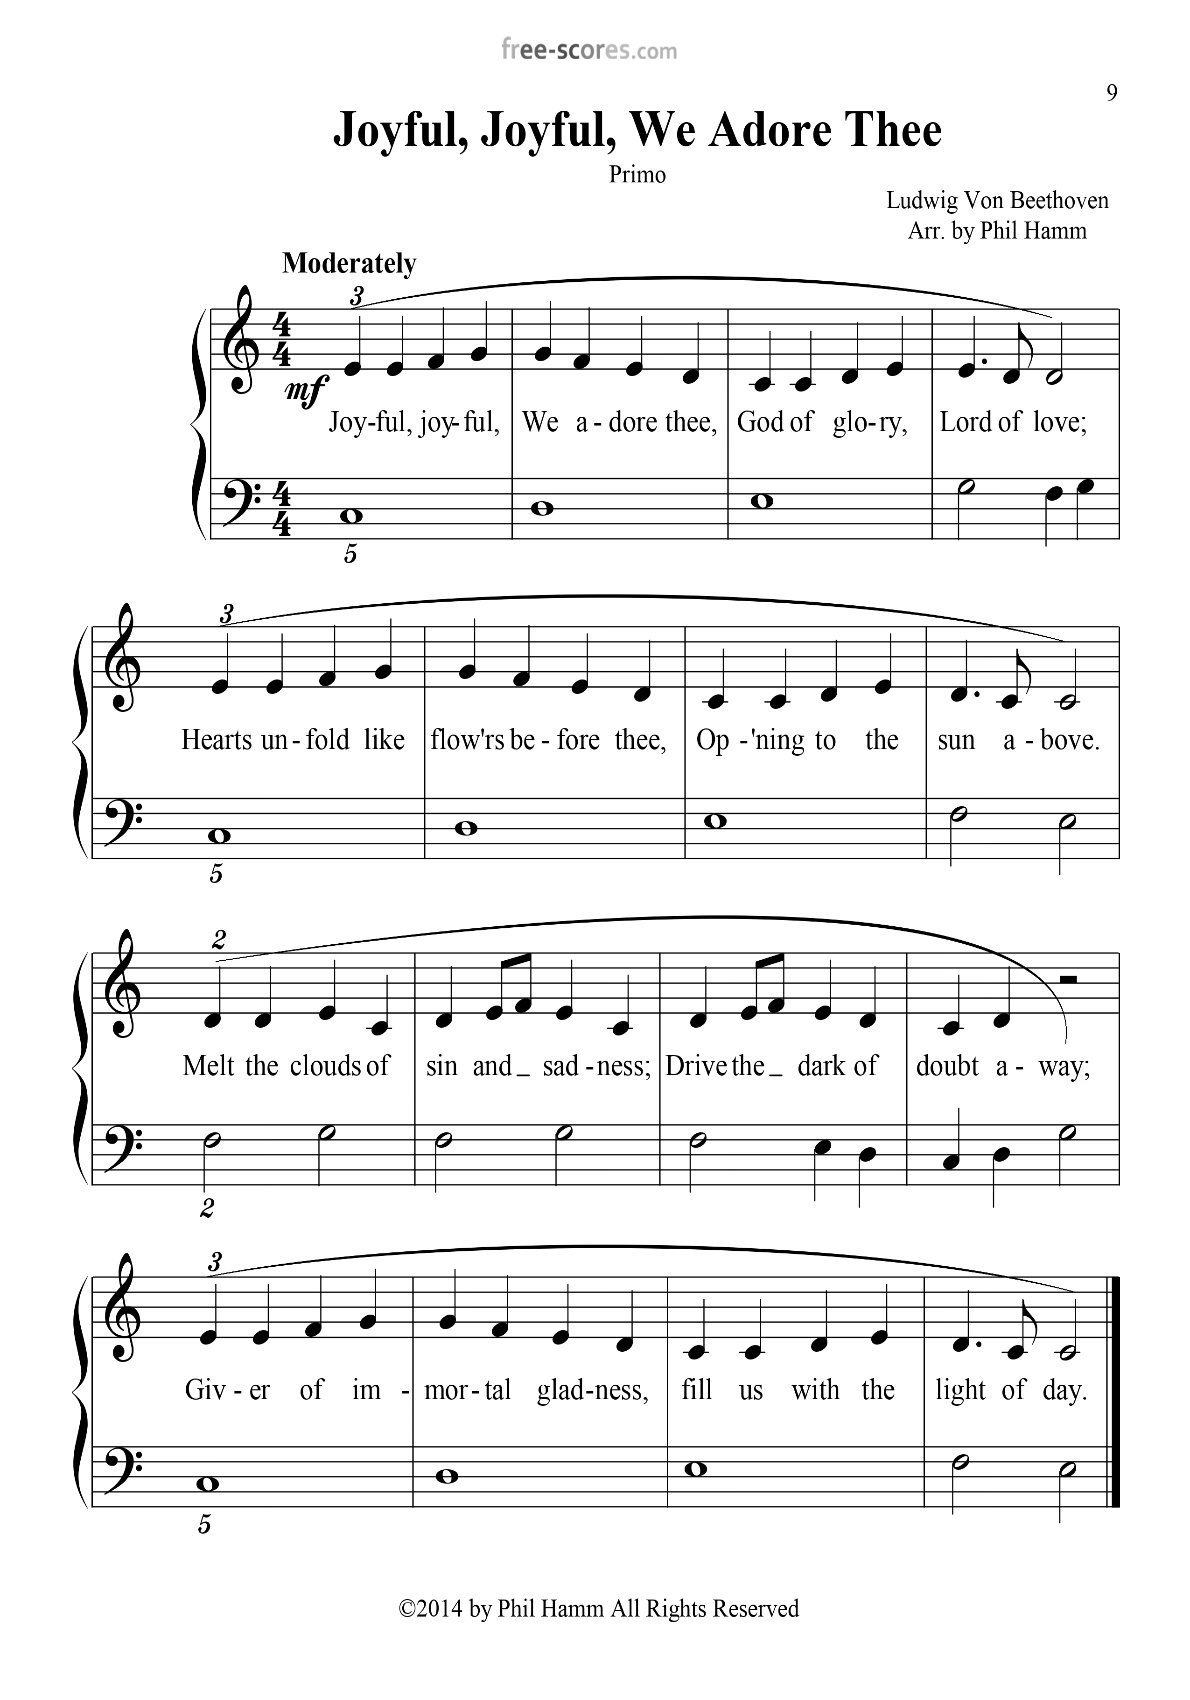 free-scores.com
9
Joyful, Joyful, We Adore Thee
Primo
Ludwig Von Beethoven
Arr. by Phil Hamm
Moderately
3
4
4
mf
Joy-ful, joy-ful, We a - dore thee, God of glo-ry, Lord of love;
4
4
5
3
Hearts un - fold like flow'rs be - fore thee, Op - 'ning to the sun a - bove.
5
2
Melt the clouds of sin and _ sad - ness; Drive the _ dark of doubt a - way;
2
3
Giv - er of im - mor - tal glad-ness, fill us with the light of day.
5
©2014 by Phil Hamm All Rights Reserved